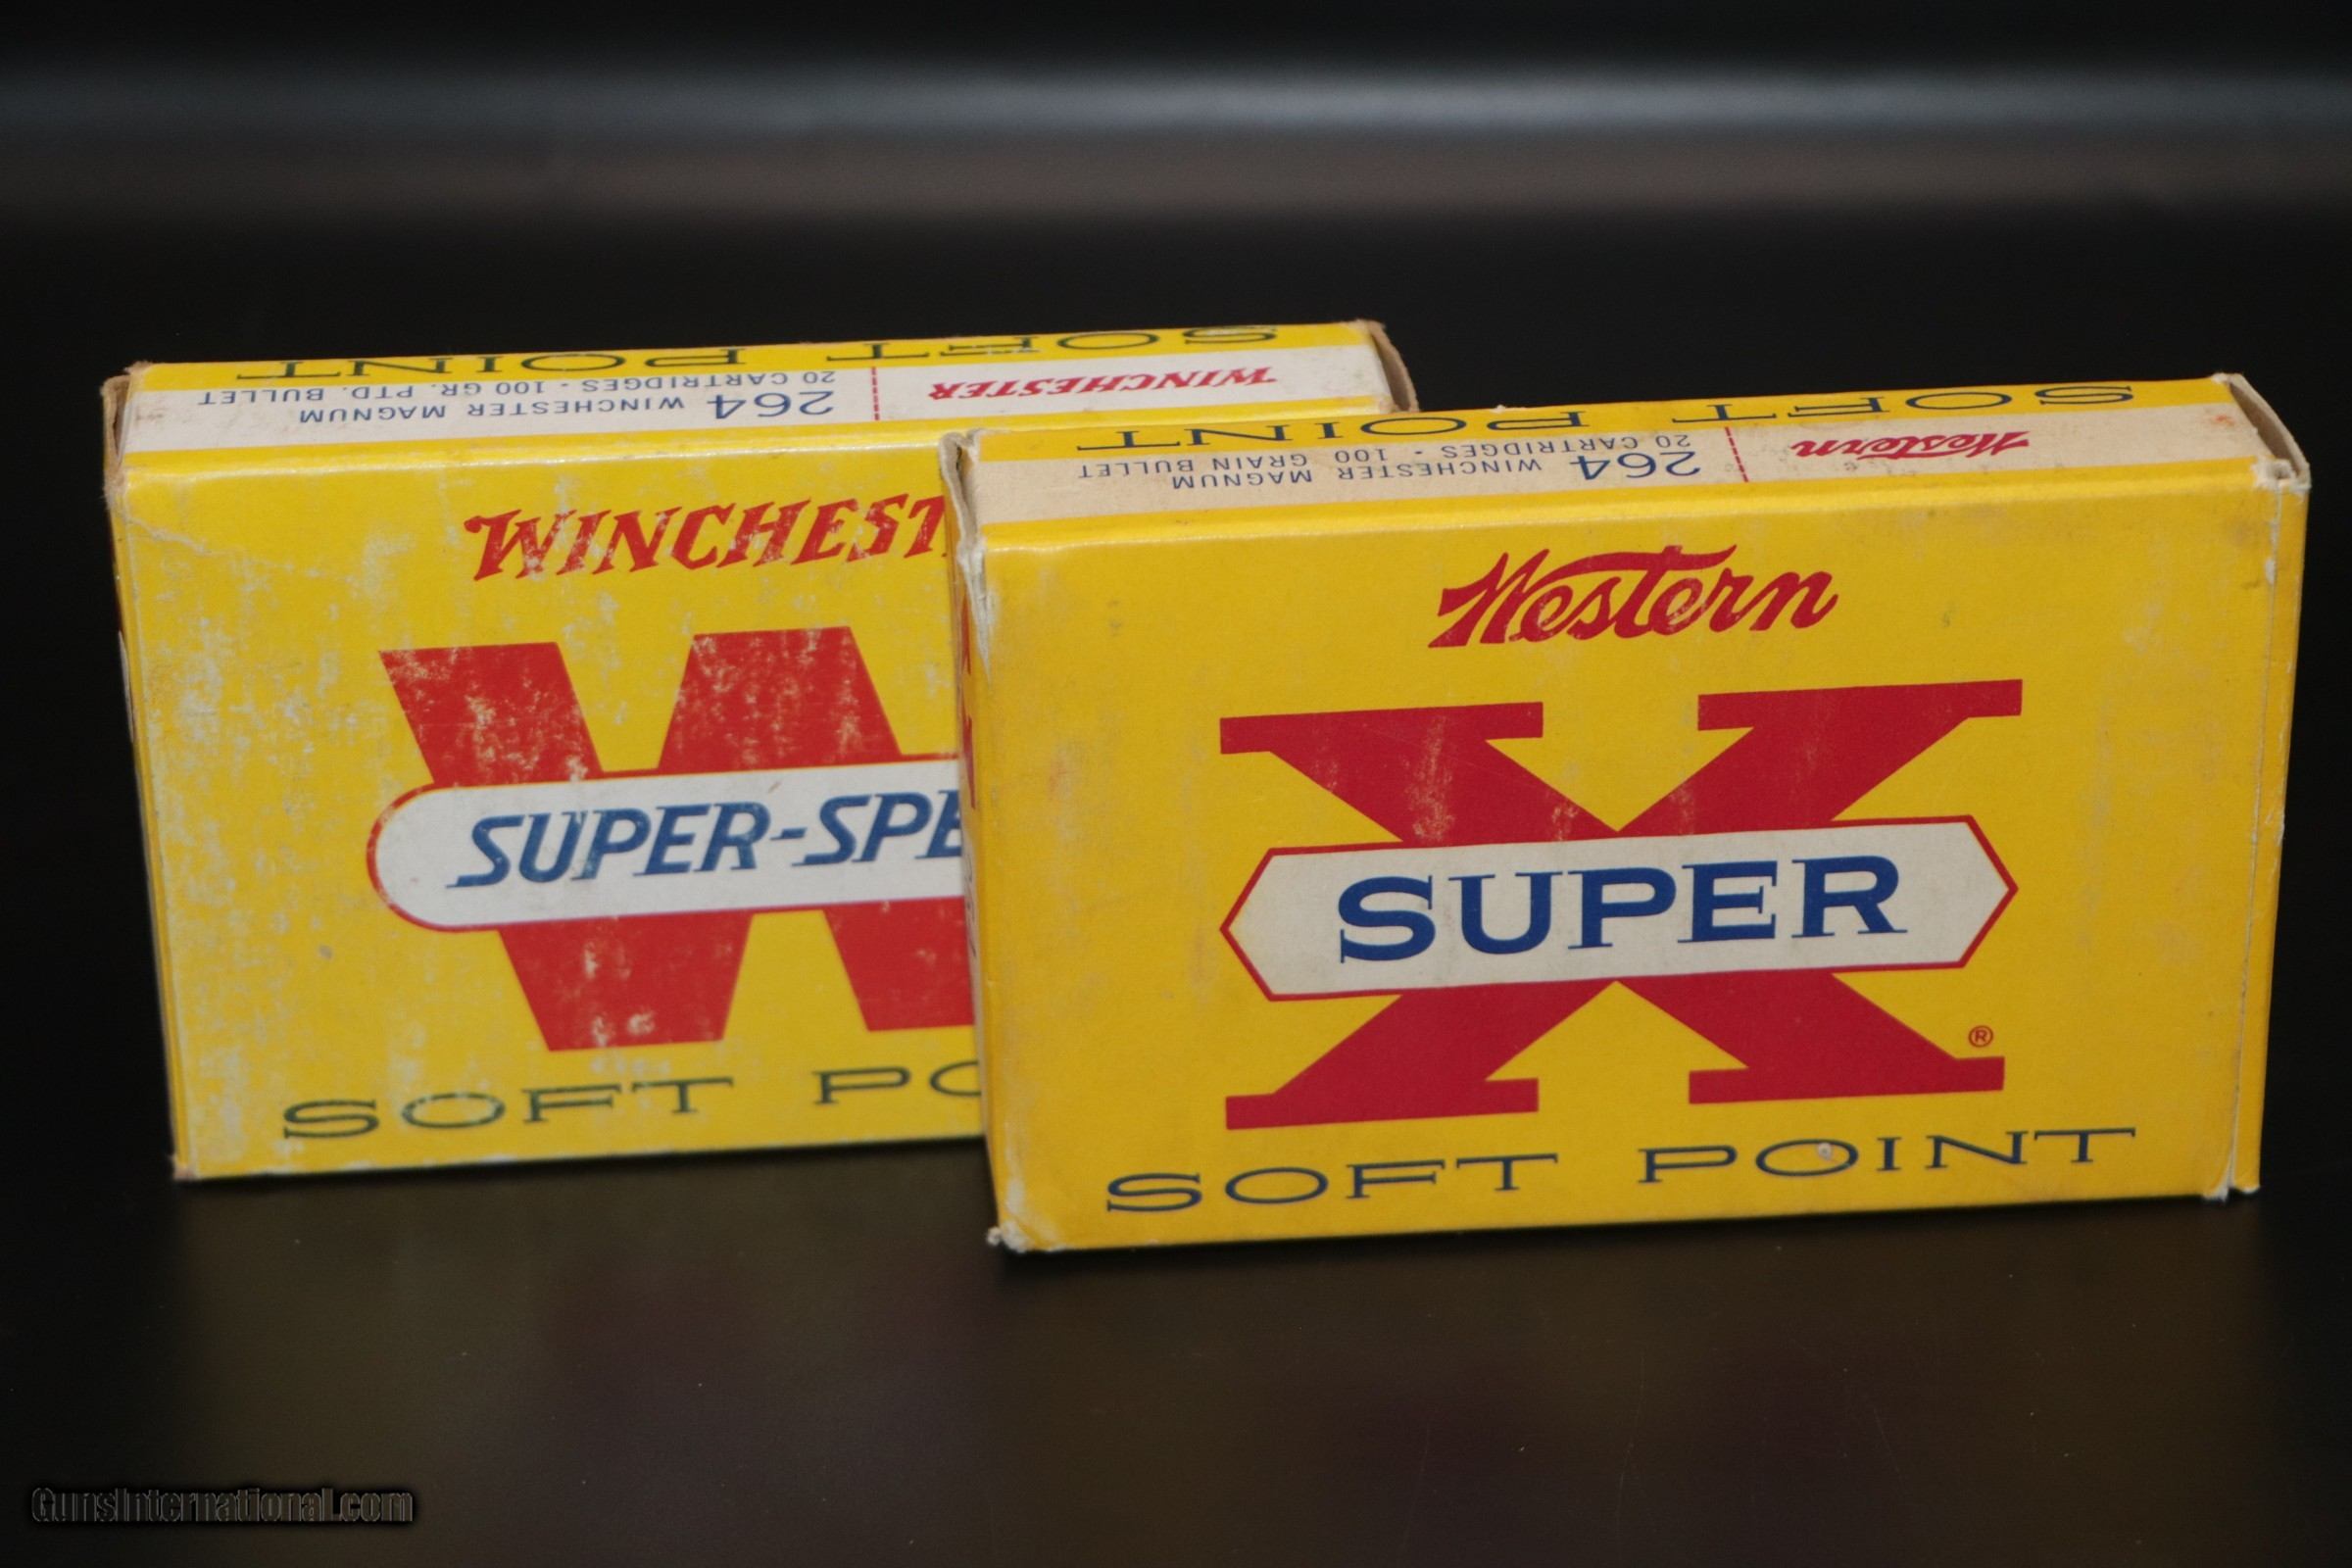 SOFT POINT
WINCHESTER
264 WINCHESTER MAGNUM
20 CARTRIDGES - 100 GR. PTD. BULLET
WINCHEST
SUPER-SPE
SOFT PO
SOFT POINT
Western
264 WINCHESTER MAGNUM
20 CARTRIDGES - 100 GRAIN BULLET
Western
X
SUPER
®
SOFT POINT
GunsInternational.com